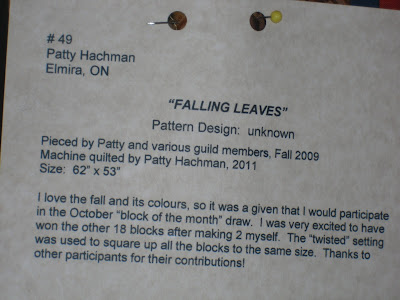 # 49
Patty Hachman
Elmira, ON
“FALLING LEAVES”
Pattern Design: unknown
Pieced by Patty and various guild members, Fall 2009
Machine quilted by Patty Hachman, 2011
Size: 62” x 53”
I love the fall and its colours, so it was a given that I would participate
in the October “block of the month” draw. I was very excited to have
won the other 18 blocks after making 2 myself. The “twisted” setting
was used to square up all the blocks to the same size. Thanks to
other participants for their contributions!